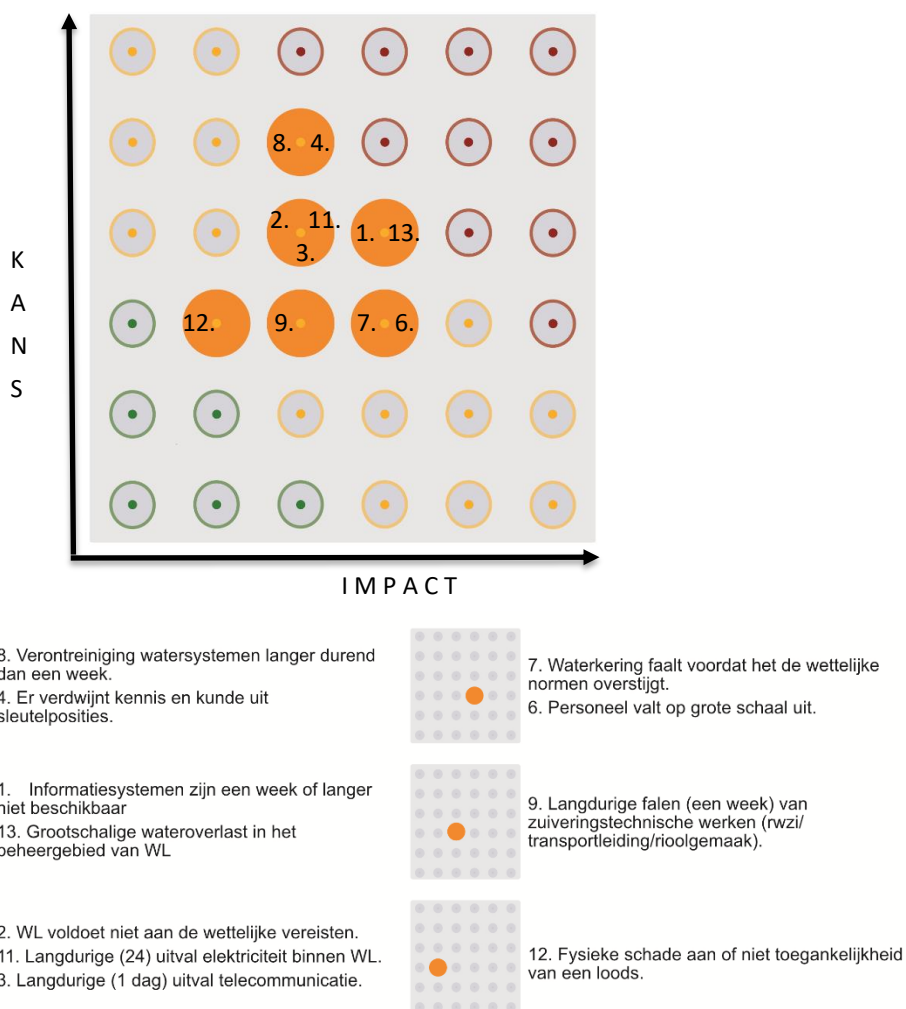 8. 4.
2. 11.
1. 13.
3.
K
A
N
S
12. 9. 7. 6.
IMPACT
8. Verontreiniging watersystemen langer durend
dan een week.
4. Er verdwijnt kennis en kunde uit
sleutelposities.
7. Waterkering faalt voordat het de wettelijke
normen overstijgt.
6. Personeel valt op grote schaal uit.
1. Informatiesystemen zijn een week of langer
niet beschikbaar
13. Grootschalige wateroverlast in het
beheergebied van WL
9. Langdurige falen (een week) van
zuiveringstechnische werken (rwzi/
transportleiding/rioolgemaak).
2. WL voldoet niet aan de wettelijke vereisten.
11. Langdurige (24) uitval elektriciteit binnen WL.
3. Langdurige (1 dag) uitval telecommunicatie.
12. Fysieke schade aan of niet toegankelijkheid
van een loods.